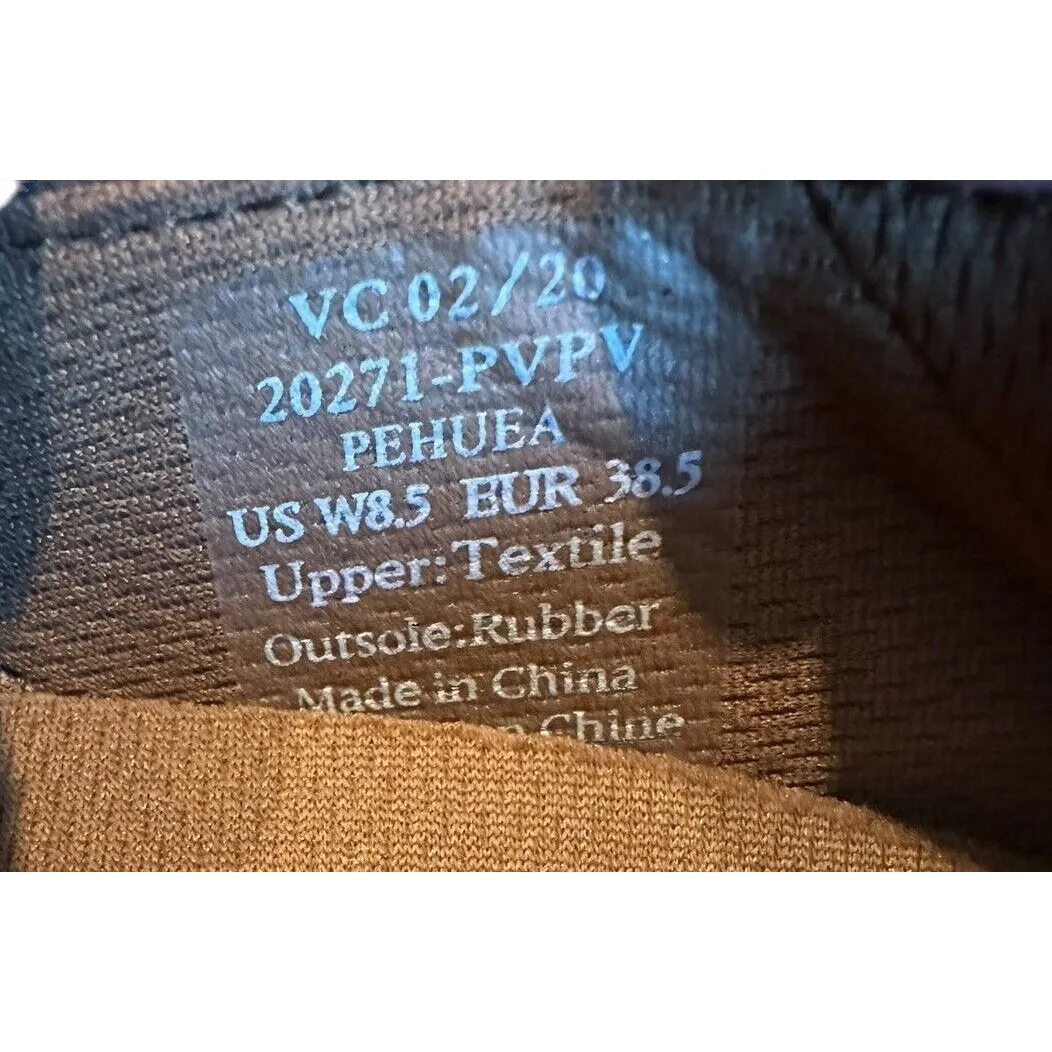 VC 02/20
20271-PVPV
PEHUEA
US W8.5 EUR 38.5
Upper: Textile
Outsole: Rubber
Made in China
Chine